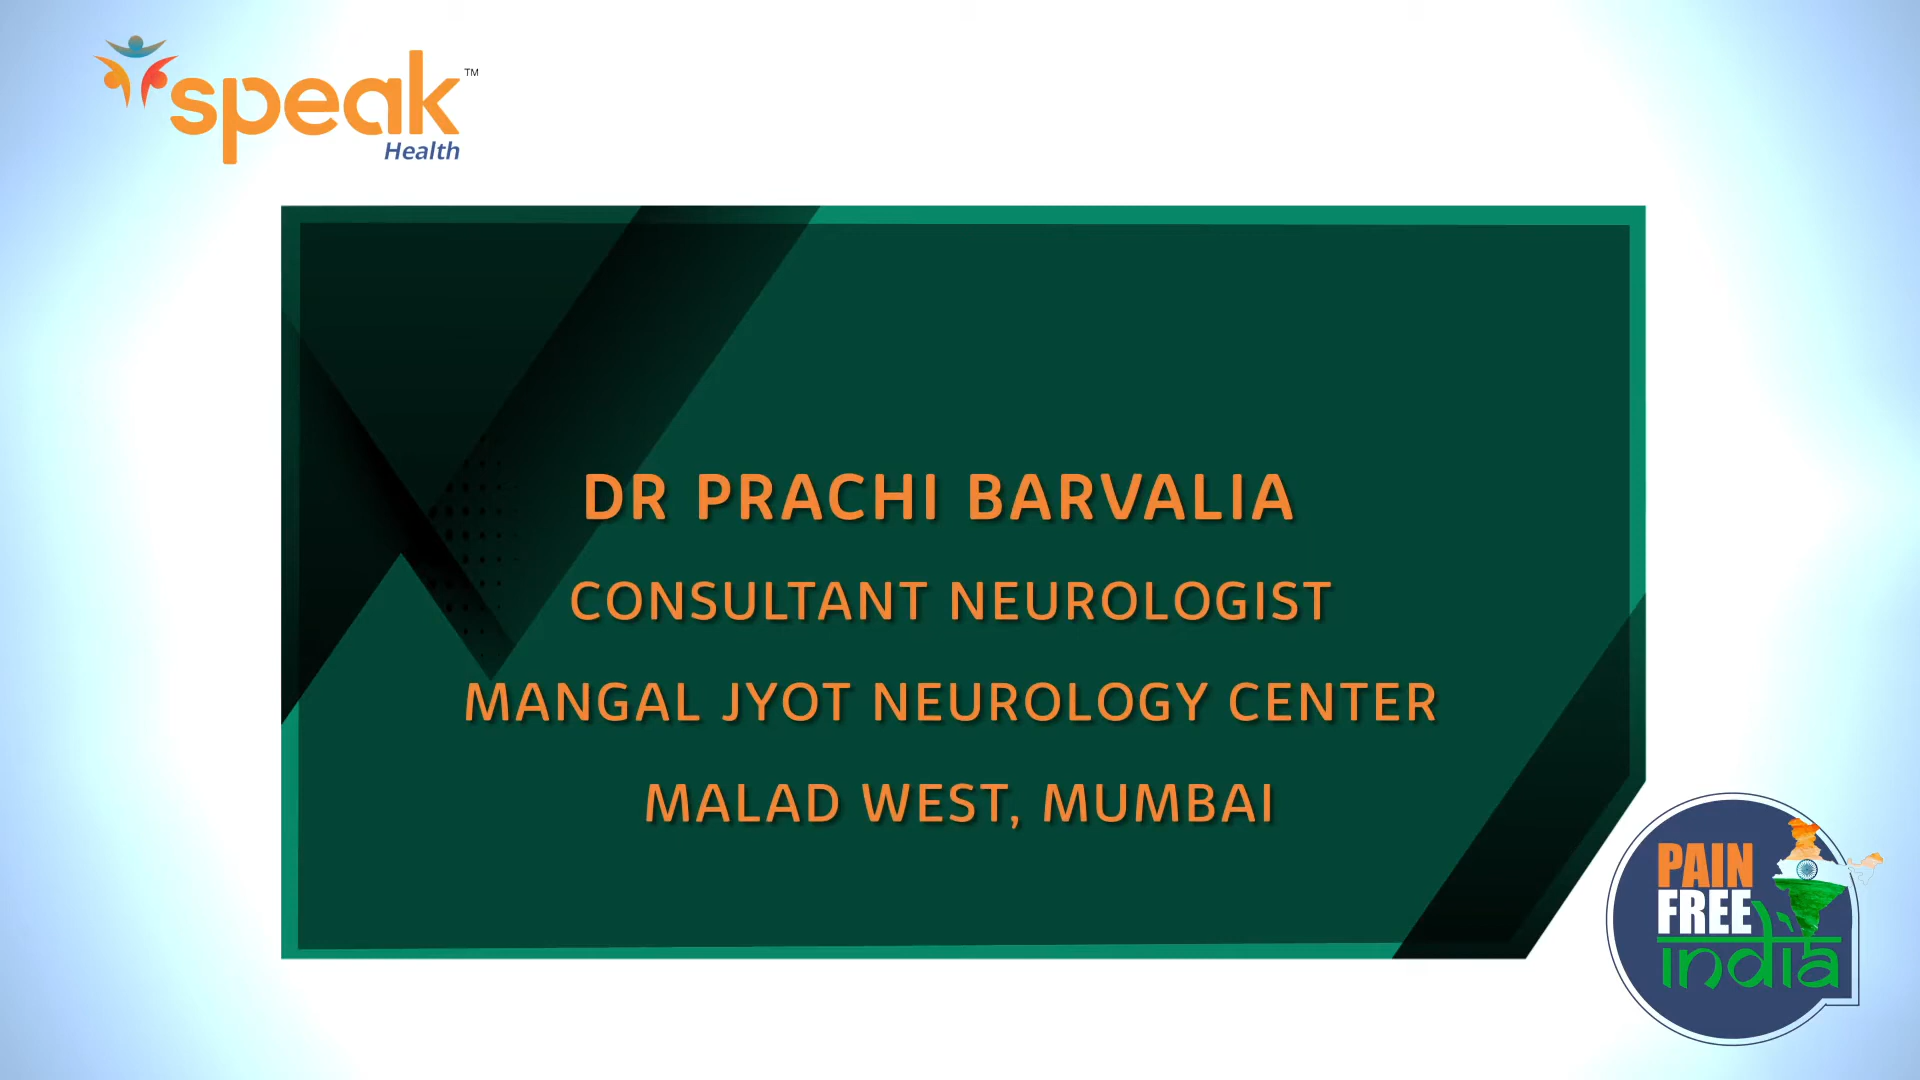 speak™
Health
DR PRACHI BARVALIA
CONSULTANT NEUROLOGIST
MANGAL JYOT NEUROLOGY CENTER
MALAD WEST, MUMBAI
PAIN
FREE
india